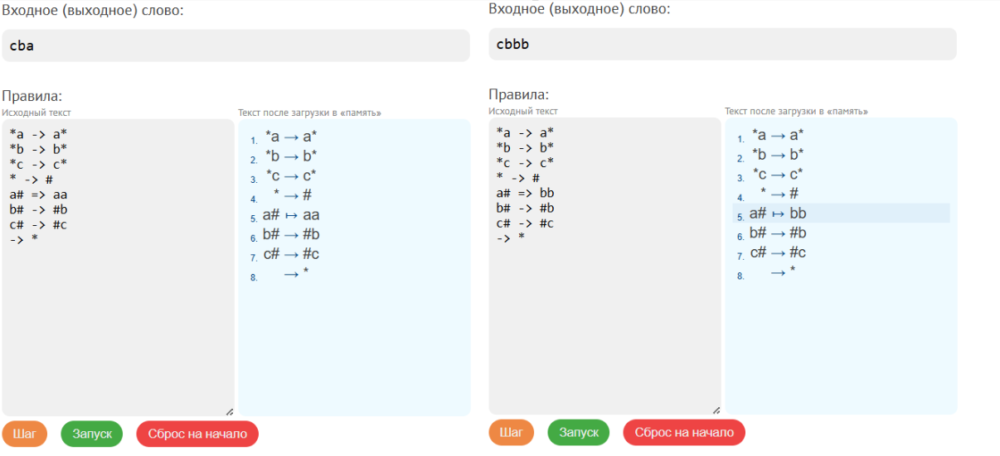 Входное (выходное) слово:
cba
Правила:
Исходный текст
*a -> a*
*b -> b*
*c -> c*
* -> #
a# => aa
b# -> #b
c# -> #c
-> *
Текст после загрузки в «память»
1. *a → a*
2. *b → b*
3. *c → c*
4. * → #
5. a# ↦ aa
6. b# → #b
7. c# → #c
8. → *
Шаг
Запуск
Сброс на начало
Входное (выходное) слово:
cbbb
Правила:
Исходный текст
*a -> a*
*b -> b*
*c -> c*
* -> #
a# => bb
b# -> #b
c# -> #c
-> *
Текст после загрузки в «память»
1. *a → a*
2. *b → b*
3. *c → c*
4. * → #
5. a# ↦ bb
6. b# → #b
7. c# → #c
8. → *
Шаг
Запуск
Сброс на начало